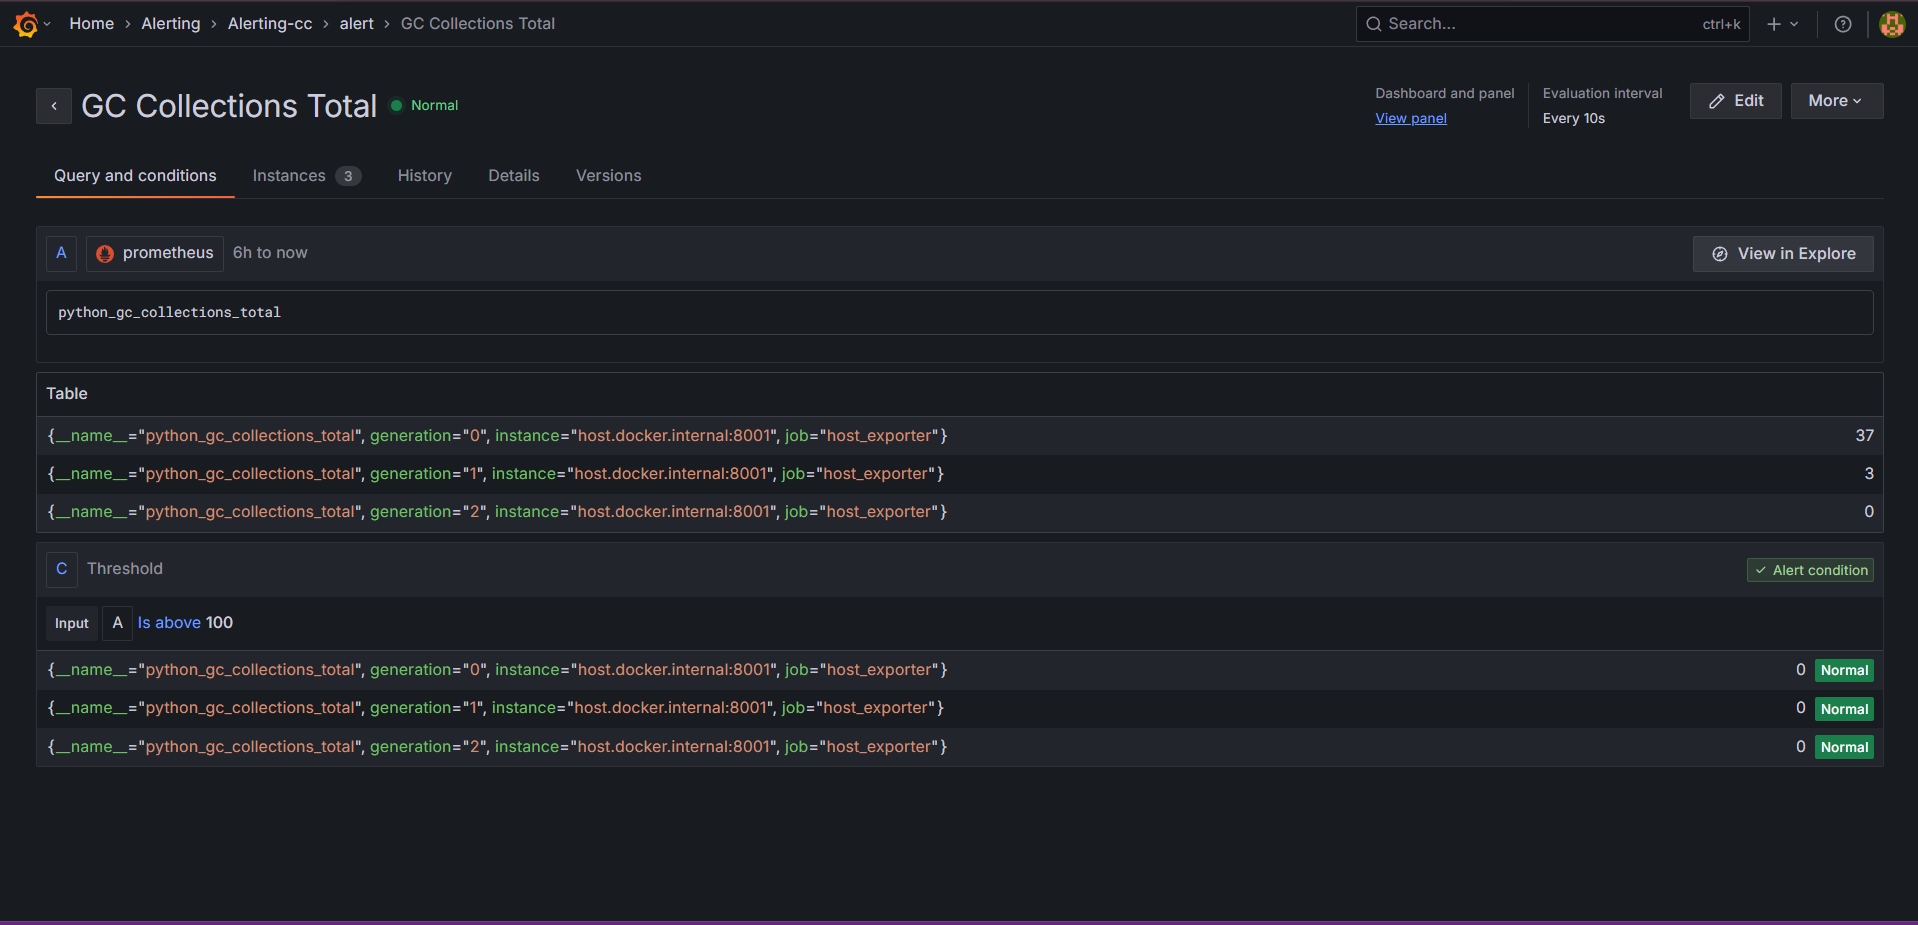 Home › Alerting › Alerting-cc › alert › GC Collections Total
Search... ctrl+k
GC Collections Total Normal
Dashboard and panel
View panel
Evaluation interval
Every 10s
Edit
More
Query and conditions Instances 3 History Details Versions
A prometheus 6h to now View in Explore
python_gc_collections_total
Table
{__name__="python_gc_collections_total", generation="0", instance="host.docker.internal:8001", job="host_exporter"} 37
{__name__="python_gc_collections_total", generation="1", instance="host.docker.internal:8001", job="host_exporter"} 3
{__name__="python_gc_collections_total", generation="2", instance="host.docker.internal:8001", job="host_exporter"} 0
C Threshold Alert condition
Input A Is above 100
{__name__="python_gc_collections_total", generation="0", instance="host.docker.internal:8001", job="host_exporter"} 0 Normal
{__name__="python_gc_collections_total", generation="1", instance="host.docker.internal:8001", job="host_exporter"} 0 Normal
{__name__="python_gc_collections_total", generation="2", instance="host.docker.internal:8001", job="host_exporter"} 0 Normal